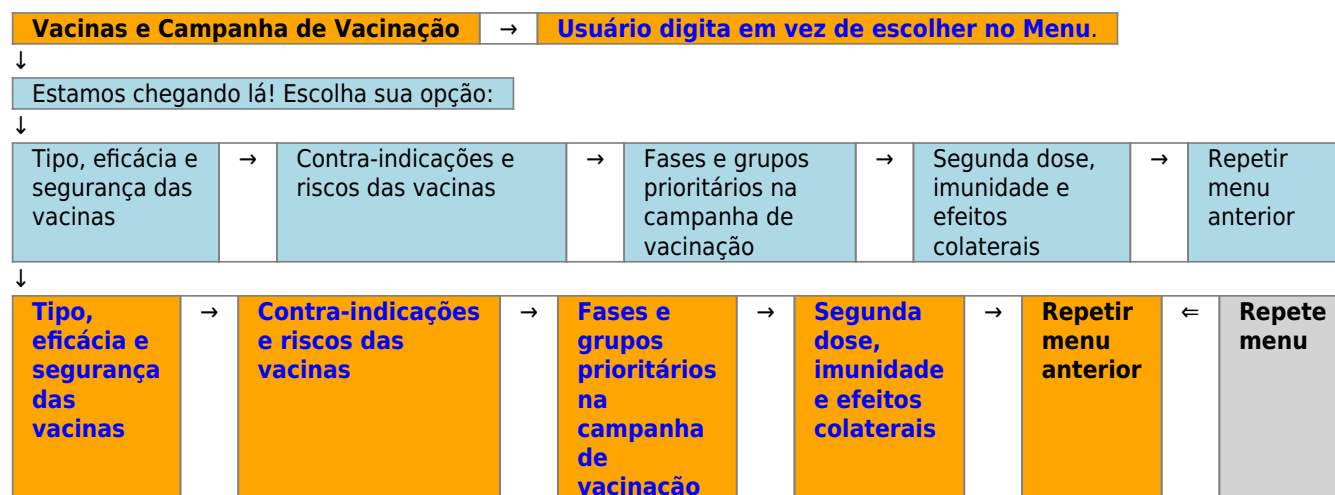 Vacinas e Campanha de Vacinação → Usuário digita em vez de escolher no Menu.
↓
Estamos chegando lá! Escolha sua opção:
↓
Tipo, eficácia e
segurança das
vacinas
→
Contra-indicações e
riscos das vacinas
→
Fases e grupos
prioritários na
campanha de
vacinação
→
Segunda dose,
imunidade e
efeitos
colaterais
→
Repetir
menu
anterior
↓
Tipo,
eficácia e
segurança
das
vacinas
→
Contra-indicações
e riscos das
vacinas
→
Fases e
grupos
prioritários
na
campanha
de
vacinação
→
Segunda
dose,
imunidade
e efeitos
colaterais
→
Repetir
menu
anterior
⇐
Repete
menu